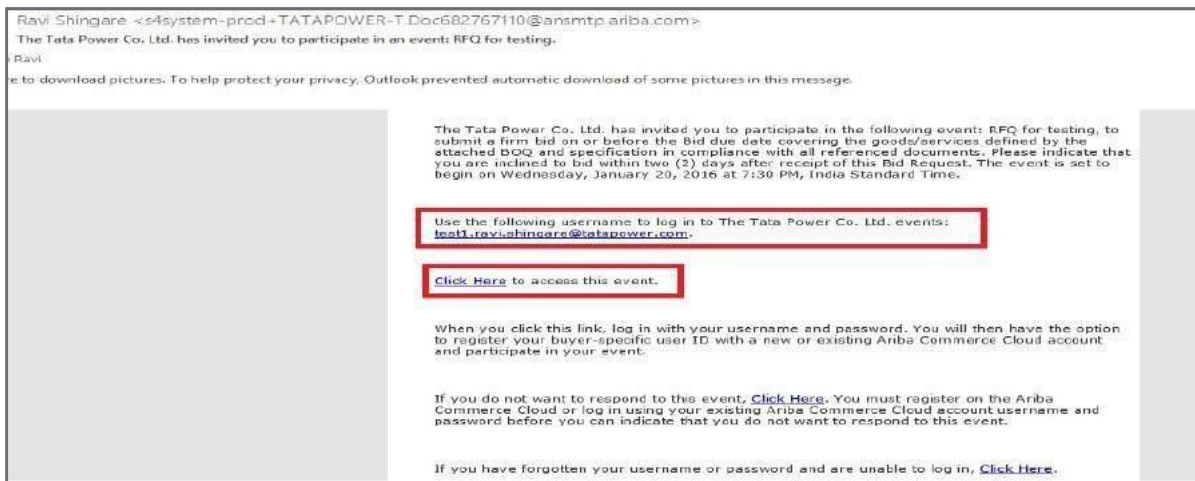 Ravi Shingare <s4system-prod+TATAPOWER-T.Doc682767110@ansmtp.ariba.com>
The Tata Power Co. Ltd. has invited you to participate in an event: RFQ for testing.
Ravi
e to download pictures. To help protect your privacy, Outlook prevented automatic download of some pictures in this message.
The Tata Power Co. Ltd. has invited you to participate in the following event: RFQ for testing, to
submit a firm bid on or before the Bid due date covering the goods/services defined by the
attached BOQ and specification in compliance with all referenced documents. Please indicate that
you are inclined to bid within two (2) days after receipt of this Bid Request. The event is set to
begin on Wednesday, January 20, 2016 at 7:30 PM, India Standard Time.
Use the following username to log in to The Tata Power Co. Ltd. events:
test1.ravi.shingare@tatapower.com.
Click Here to access this event.
When you click this link, log in with your username and password. You will then have the option
to register your buyer-specific user ID with a new or existing Ariba Commerce Cloud account
and participate in your event.
If you do not want to respond to this event, Click Here. You must register on the Ariba
Commerce Cloud or log in using your existing Ariba Commerce Cloud account username and
password before you can indicate that you do not want to respond to this event.
If you have forgotten your username or password and are unable to log in, Click Here.